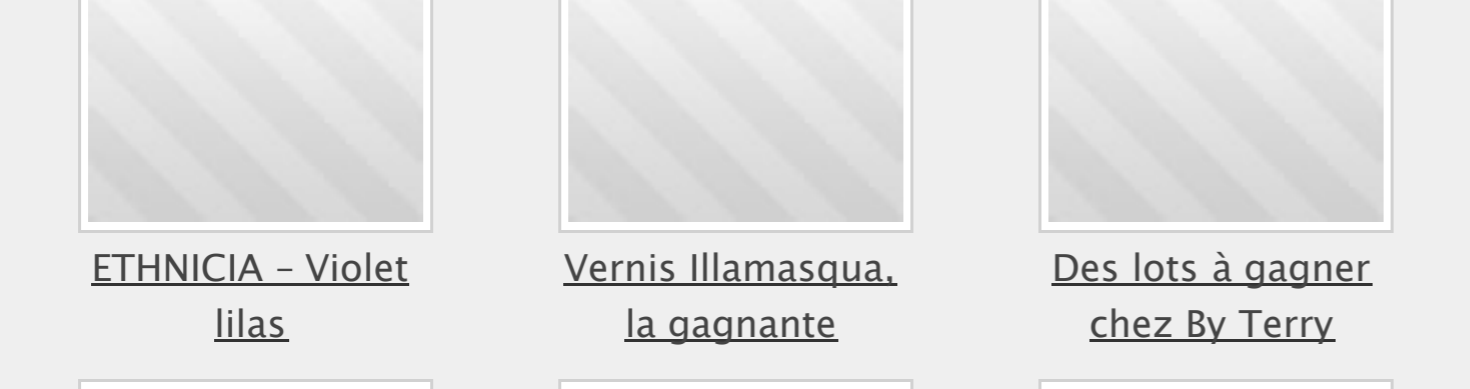 ETHNICIA – Violet
lilas
Vernis Illamasqua,
la gagnante
Des lots à gagner
chez By Terry